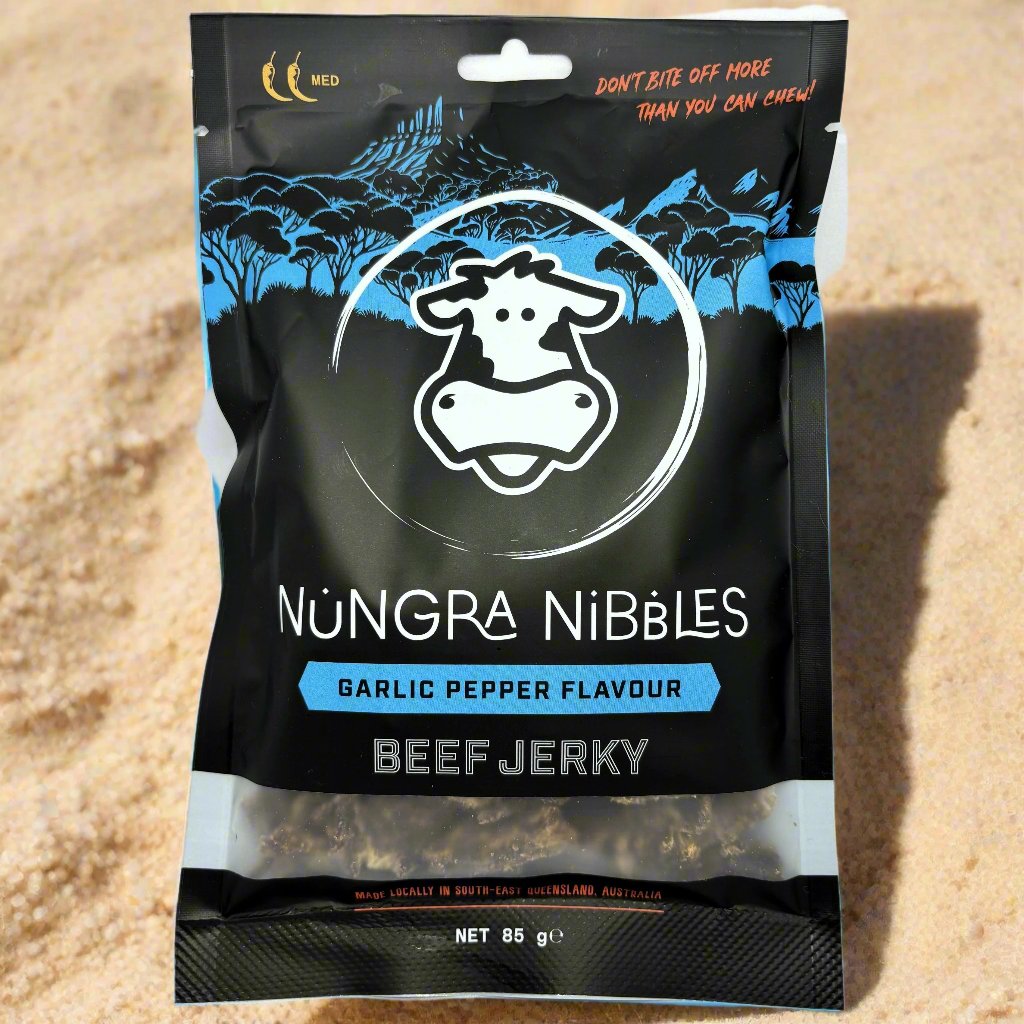 MED
DON'T BITE OFF MORE
THAN YOU CAN CHEW!
NUNGRA NIBBLES
GARLIC PEPPER FLAVOUR
BEEF JERKY
MADE LOCALLY IN SOUTH-EAST QUEENSLAND, AUSTRALIA
NET 85 g℮